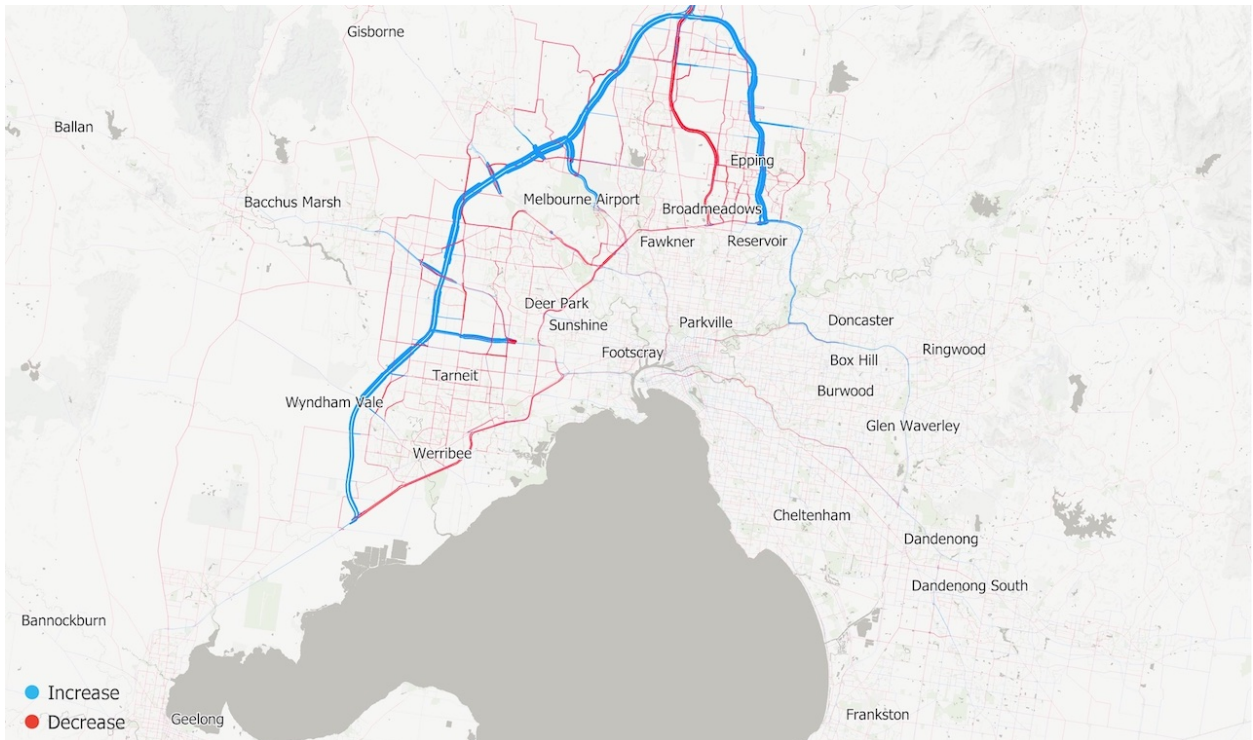 Gisborne
Ballan
Epping
Bacchus Marsh
Melbourne Airport
Broadmeadows
Fawkner
Reservoir
Deer Park
Sunshine
Parkville
Doncaster
Footscray
Box Hill
Ringwood
Tarneit
Burwood
Wyndham Vale
Glen Waverley
Werribee
Cheltenham
Dandenong
Dandenong South
Bannockburn
Increase
Decrease
Geelong
Frankston